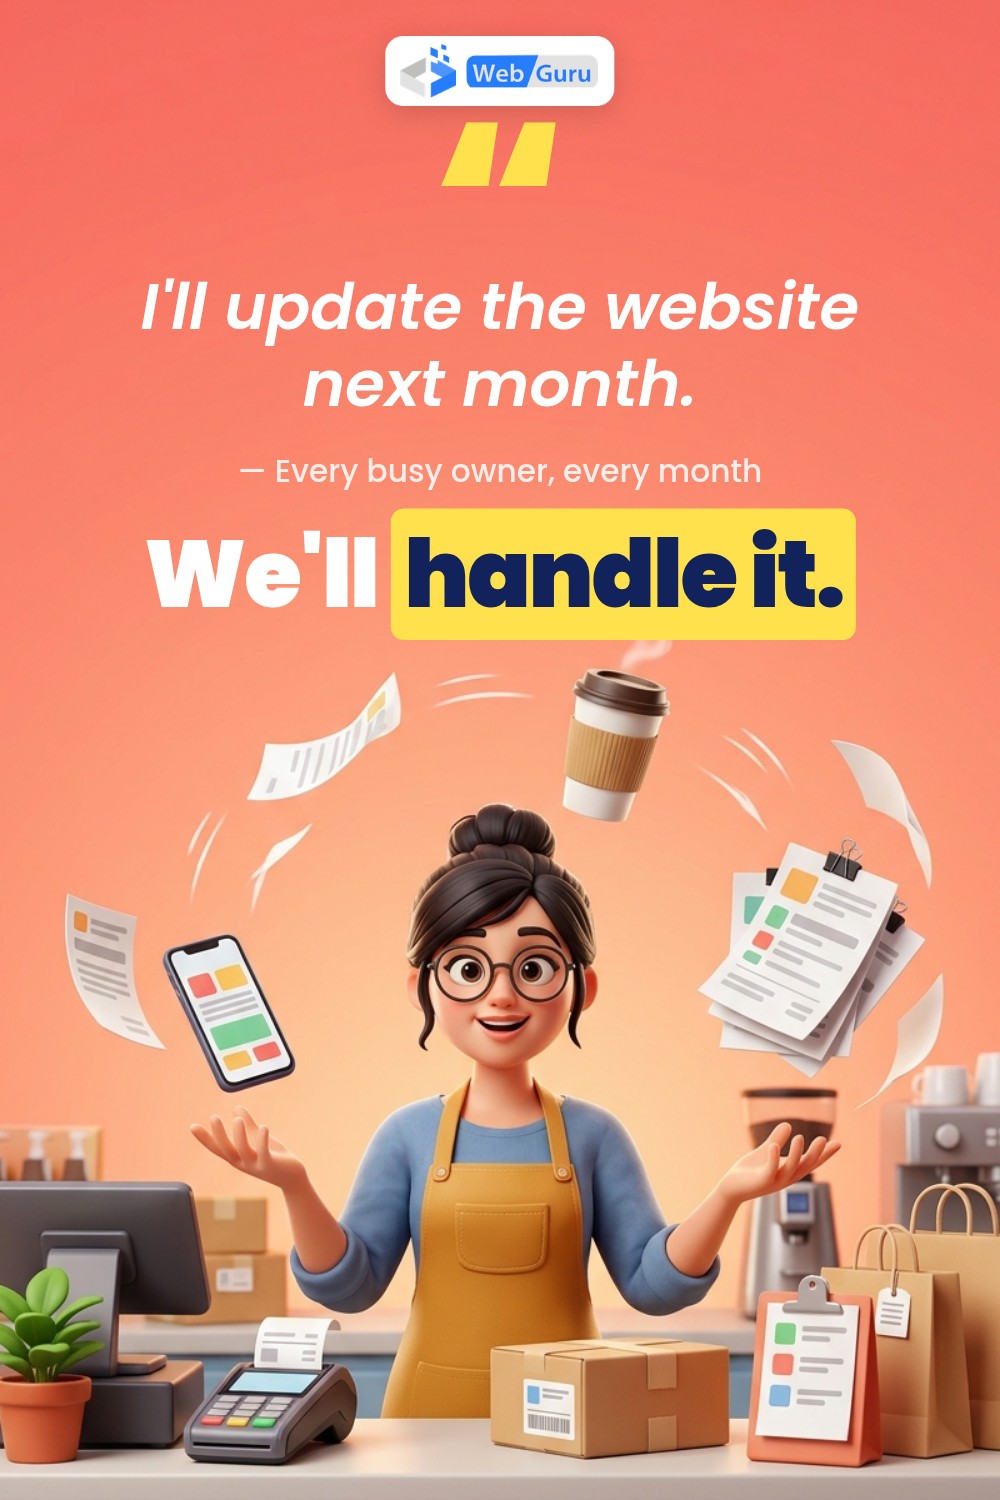 Web Guru
I'll update the website
next month.
— Every busy owner, every month
We'll handle it.